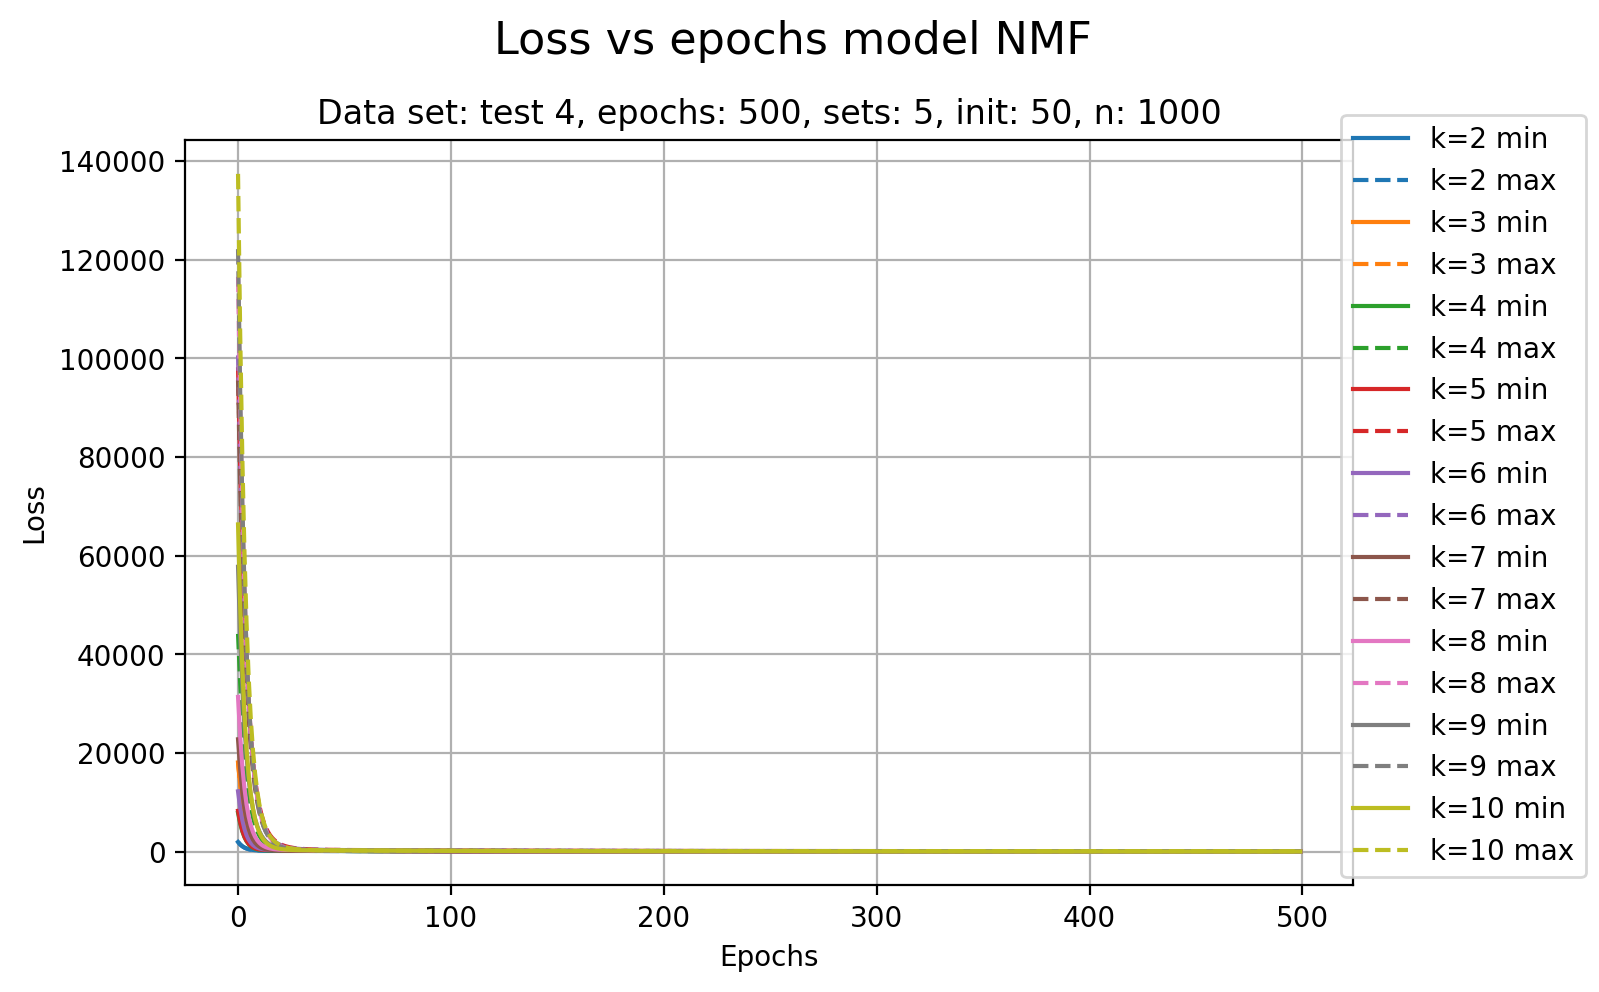 Loss vs epochs model NMF
Data set: test 4, epochs: 500, sets: 5, init: 50, n: 1000
140000
120000
100000
80000
60000
40000
20000
0
Loss
0 100 200 300 400 500
Epochs
k=2 min
k=2 max
k=3 min
k=3 max
k=4 min
k=4 max
k=5 min
k=5 max
k=6 min
k=6 max
k=7 min
k=7 max
k=8 min
k=8 max
k=9 min
k=9 max
k=10 min
k=10 max